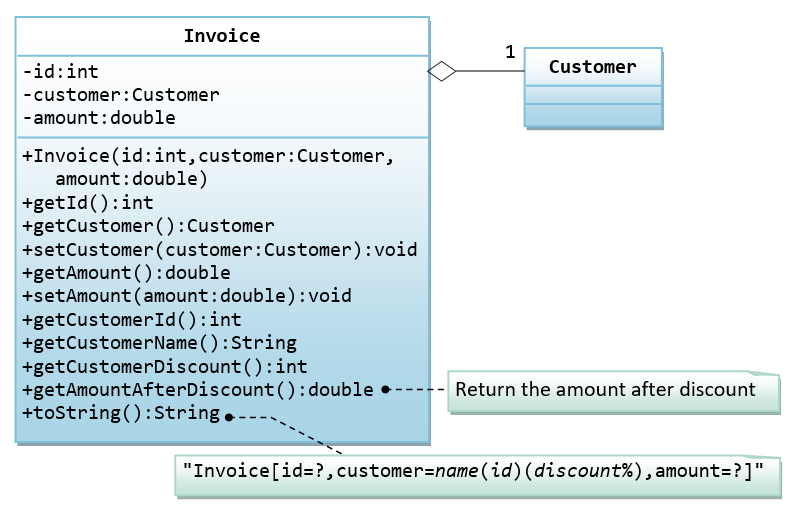 Invoice
-id:int
-customer:Customer
-amount:double
+Invoice(id:int,customer:Customer,
amount:double)
+getId():int
+getCustomer():Customer
+setCustomer(customer:Customer):void
+getAmount():double
+setAmount(amount:double):void
+getCustomerId():int
+getCustomerName():String
+getCustomerDiscount():int
+getAmountAfterDiscount():double
+toString():String
1
Customer
Return the amount after discount
"Invoice[id=?,customer=name(id)(discount%),amount=?]"